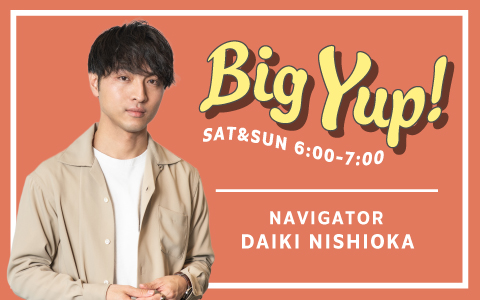 Big Yup!
SAT&SUN 6:00-7:00
NAVIGATOR
DAIKI NISHIOKA